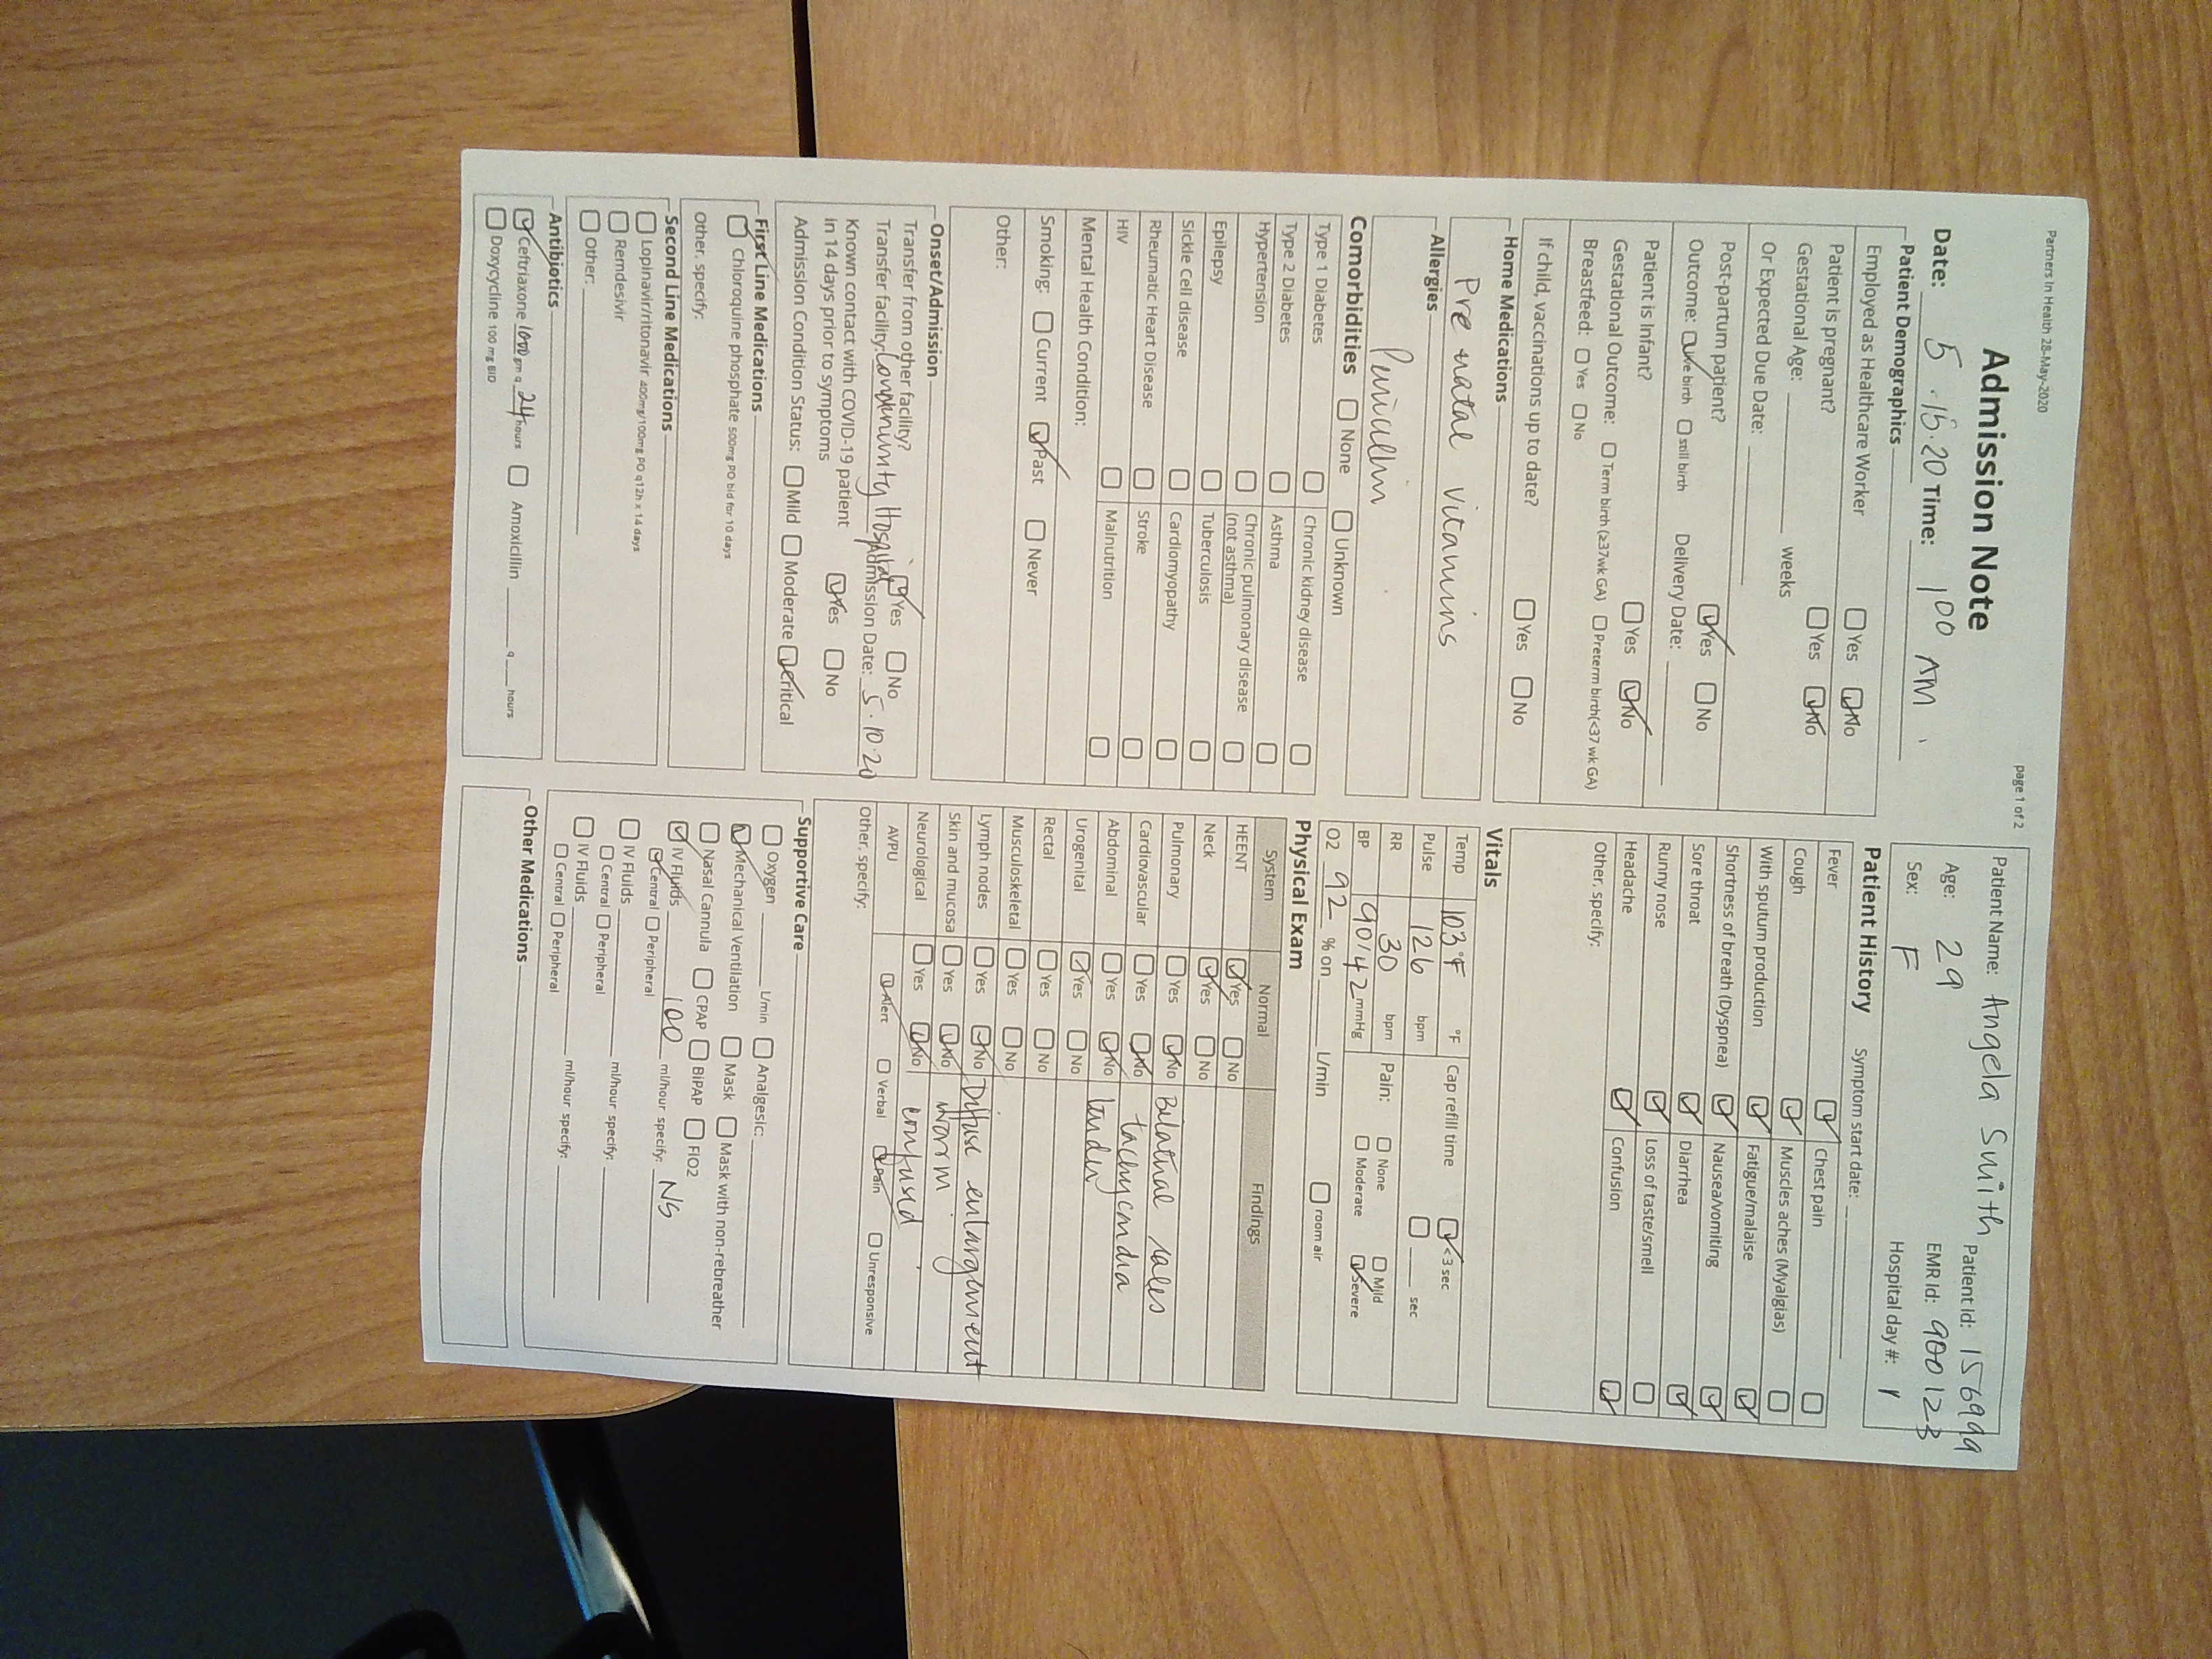 Partners In Health 28-May-2020
page 1 of 2
Admission Note
Date: 5.15.20 Time: 1 00 AM
Patient Name: Angela Smith Patient Id: 156999
Age: 29 EMR Id: 900123
Sex: F Hospital day #: 1
Patient Demographics
Employed as Healthcare Worker Yes No
Patient is pregnant? Yes No
Gestational Age: weeks
Or Expected Due Date:
Post-partum patient? Yes No
Outcome: Live birth still birth Delivery Date:
Patient is Infant? Yes No
Gestational Outcome: Term birth (≥37wk GA) Preterm birth(<37 wk GA)
Breastfeed: Yes No
If child, vaccinations up to date? Yes No
Home Medications
Pre natal Vitamins
Allergies
Penicillin
Comorbidities None Unknown
Type 1 Diabetes Chronic kidney disease
Type 2 Diabetes Asthma
Hypertension Chronic pulmonary disease
(not asthma)
Epilepsy Tuberculosis
Sickle Cell disease Cardiomyopathy
Rheumatic Heart Disease Stroke
HIV Malnutrition
Mental Health Condition:
Smoking: Current Past Never
Other:
Onset/Admission
Transfer from other facility? Yes No
Transfer facility: Community Hospital Admission Date: 5.10.20
Known contact with COVID-19 patient
in 14 days prior to symptoms Yes No
Admission Condition Status: Mild Moderate Critical
First Line Medications
Chloroquine phosphate 500mg PO bid for 10 days
Other, specify:
Second Line Medications
Lopinavir/ritonavir 400mg/100mg PO q12h x 14 days
Remdesivir
Other:
Antibiotics
Ceftriaxone 1000 gm q 24 hours Amoxicillin q hours
Doxycycline 100 mg BID
Patient History Symptom start date:
Fever Chest pain
Cough Muscles aches (Myalgias)
With sputum production Fatigue/malaise
Shortness of breath (Dyspnea) Nausea/vomiting
Sore throat Diarrhea
Runny nose Loss of taste/smell
Headache Confusion
Other, specify:
Vitals
Temp 103°F °F Cap refill time <3 sec
Pulse 126 bpm sec
RR 30 bpm Pain: None Mild
BP 90/42 mmHg Moderate Severe
O2 92 % on L/min room air
Physical Exam
System Normal Findings
HEENT Yes No
Neck Yes No
Pulmonary Yes No Bilatural rales
Cardiovascular Yes No tachycardia
Abdominal Yes No tender
Urogenital Yes No
Rectal Yes No
Musculoskeletal Yes No
Lymph nodes Yes No Diffuse enlargement
Skin and mucosa Yes No warm
Neurological Yes No confused
AVPU Alert Verbal Pain Unresponsive
Other, specify:
Supportive Care
Oxygen L/min Analgesic:
Mechanical Ventilation Mask Mask with non-rebreather
Nasal Cannula CPAP BiPAP FiO2
IV Fluids 100 ml/hour specify: NS
Central Peripheral
IV Fluids ml/hour specify:
Central Peripheral
IV Fluids ml/hour specify:
Central Peripheral
Other Medications